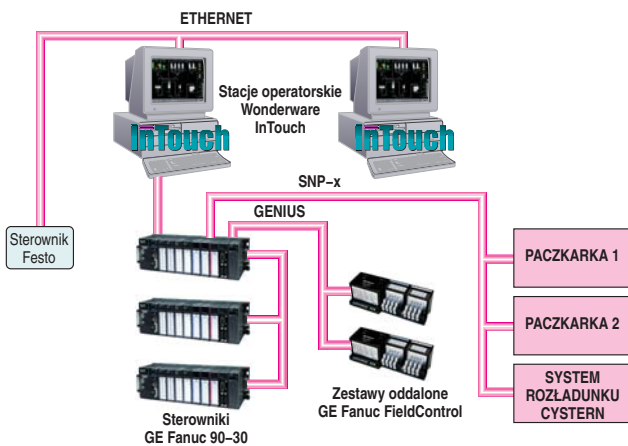 ETHERNET
Stacje operatorskie
Wonderware
InTouch
InTouch
InTouch
SNP–x
GENIUS
Sterownik
Festo
PACZKARKA 1
PACZKARKA 2
SYSTEM
ROZŁADUNKU
CYSTERN
Zestawy oddalone
GE Fanuc FieldControl
Sterowniki
GE Fanuc 90–30